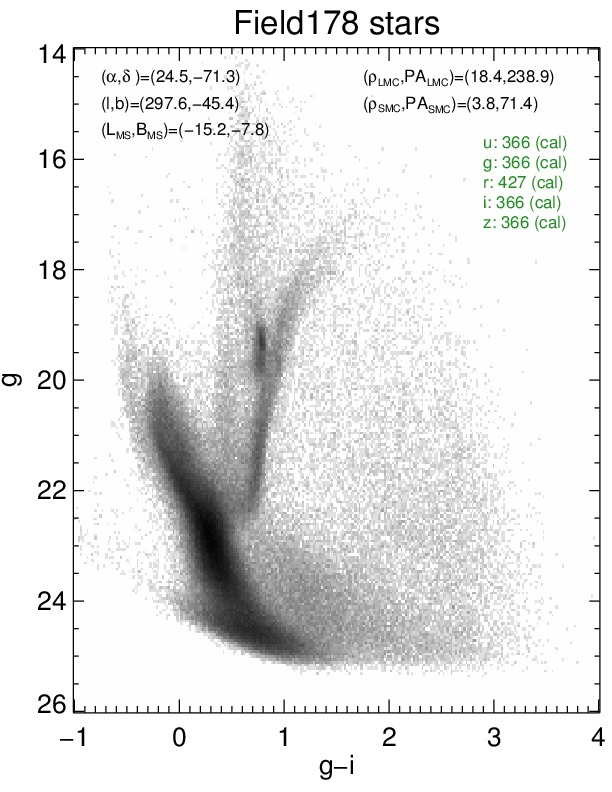 Field178 stars
(α,δ )=(24.5,−71.3)
(ρLMC,PALMC)=(18.4,238.9)
(l,b)=(297.6,−45.4)
(ρSMC,PASMC)=(3.8,71.4)
(LMS,BMS)=(−15.2,−7.8)
u: 366 (cal)
g: 366 (cal)
r: 427 (cal)
i: 366 (cal)
z: 366 (cal)
14
16
18
20
22
24
26
g
−1 0 1 2 3 4
g−i